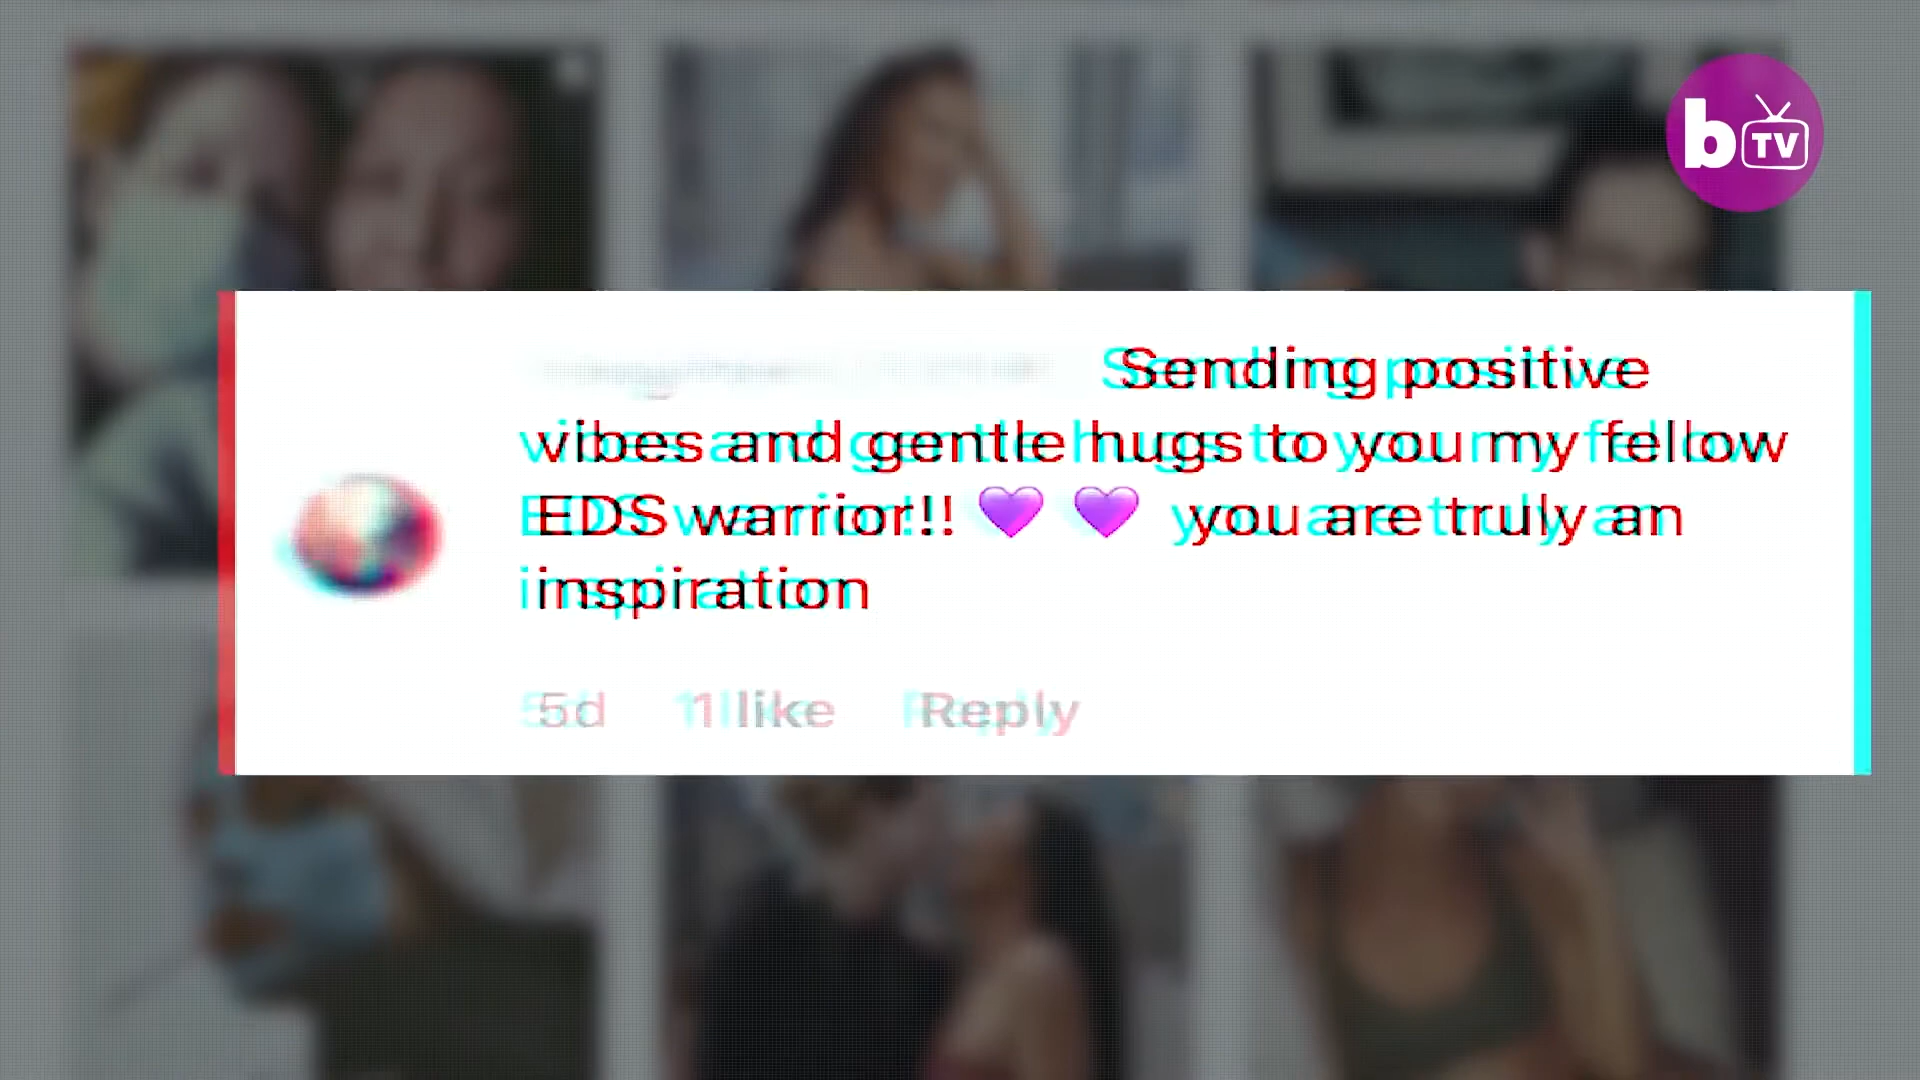 b TV
Sending positive
vibes and gentle hugs to you my fellow
EDS warrior!! 💜 💜 you are truly an
inspiration
5d 1 like Reply